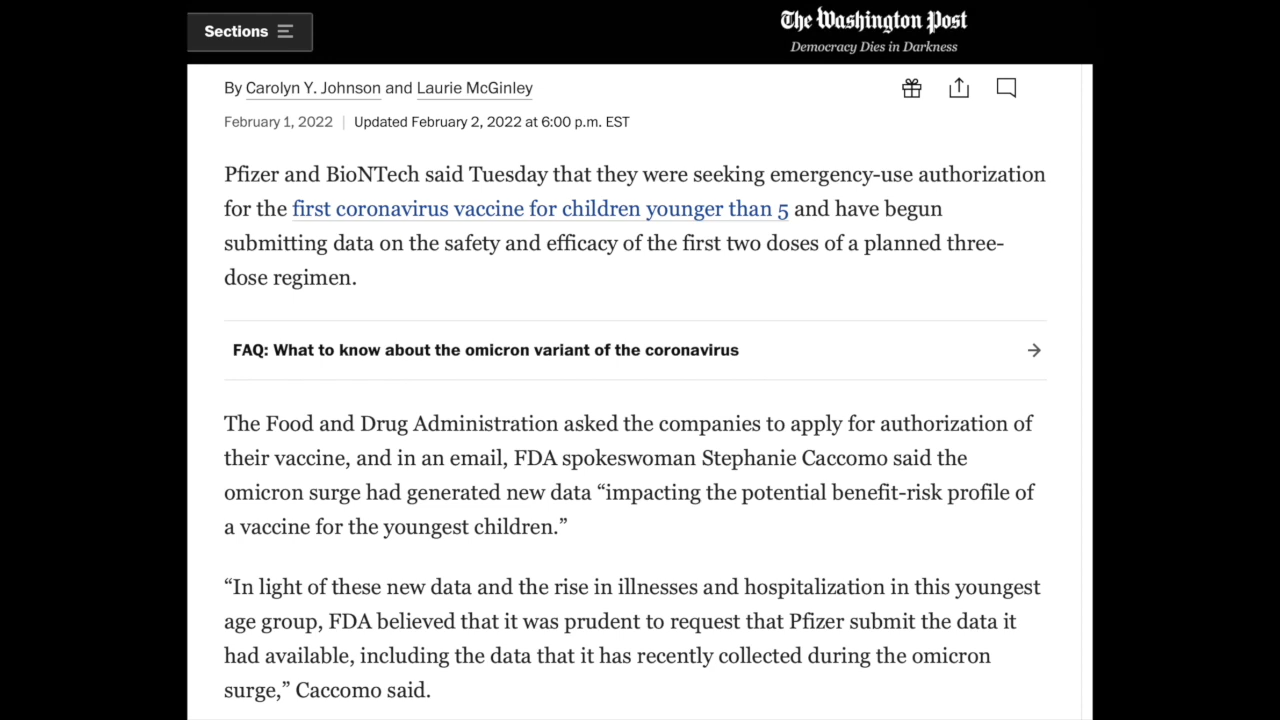 Sections
The Washington Post
Democracy Dies in Darkness
By Carolyn Y. Johnson and Laurie McGinley
February 1, 2022 | Updated February 2, 2022 at 6:00 p.m. EST
Pfizer and BioNTech said Tuesday that they were seeking emergency-use authorization
for the first coronavirus vaccine for children younger than 5 and have begun
submitting data on the safety and efficacy of the first two doses of a planned three-
dose regimen.
FAQ: What to know about the omicron variant of the coronavirus
The Food and Drug Administration asked the companies to apply for authorization of
their vaccine, and in an email, FDA spokeswoman Stephanie Caccomo said the
omicron surge had generated new data “impacting the potential benefit-risk profile of
a vaccine for the youngest children.”
“In light of these new data and the rise in illnesses and hospitalization in this youngest
age group, FDA believed that it was prudent to request that Pfizer submit the data it
had available, including the data that it has recently collected during the omicron
surge,” Caccomo said.